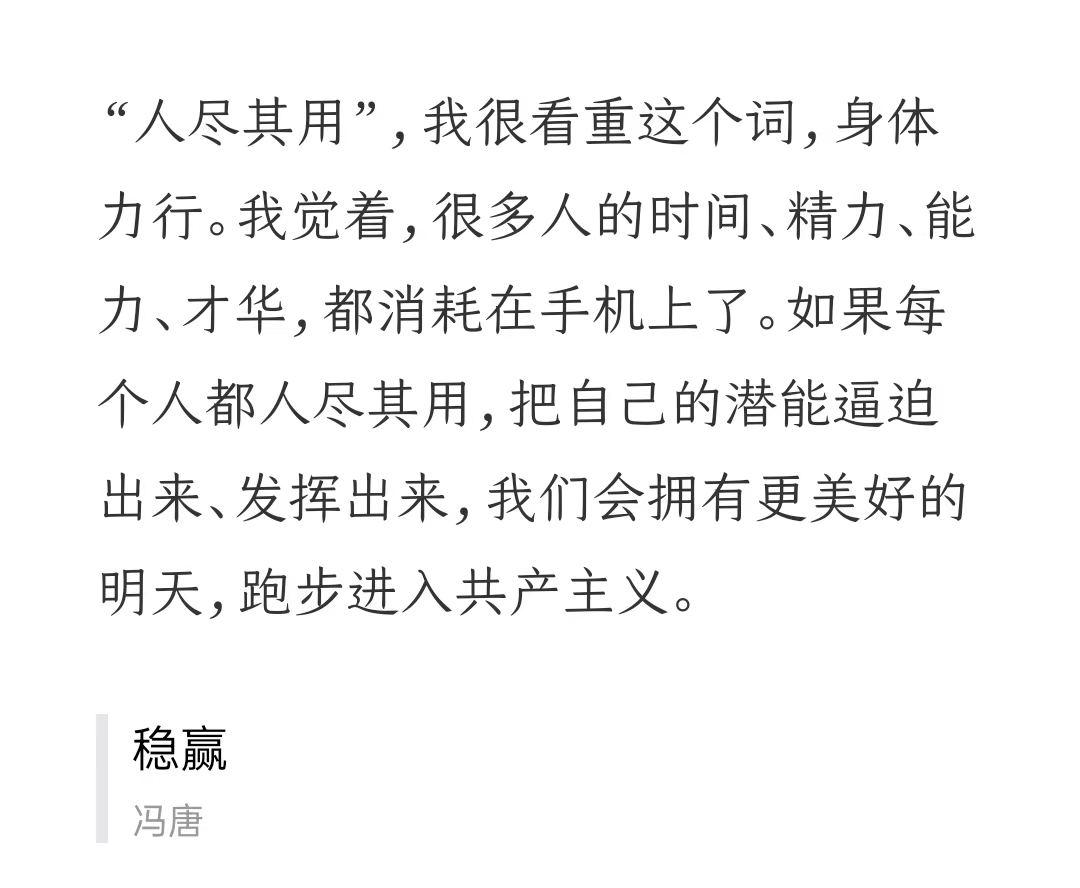 “人尽其用”,我很看重这个词,身体
力行。我觉着,很多人的时间、精力、能
力、才华,都消耗在手机上了。如果每
个人都人尽其用,把自己的潜能逼迫
出来、发挥出来,我们会拥有更美好的
明天,跑步进入共产主义。
稳赢
冯唐